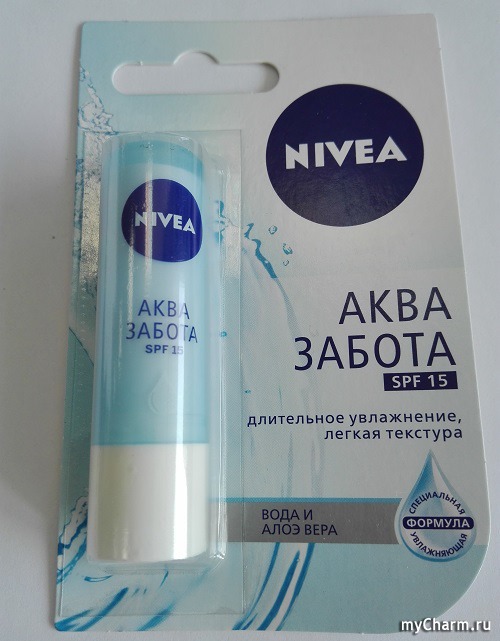 NIVEA
АКВА
ЗАБОТА
SPF 15
NIVEA
АКВА
ЗАБОТА
SPF 15
длительное увлажнение,
легкая текстура
ВОДА И
АЛОЭ ВЕРА
СПЕЦИАЛЬНАЯ
ФОРМУЛА
УВЛАЖНЯЮЩАЯ
myCharm.ru